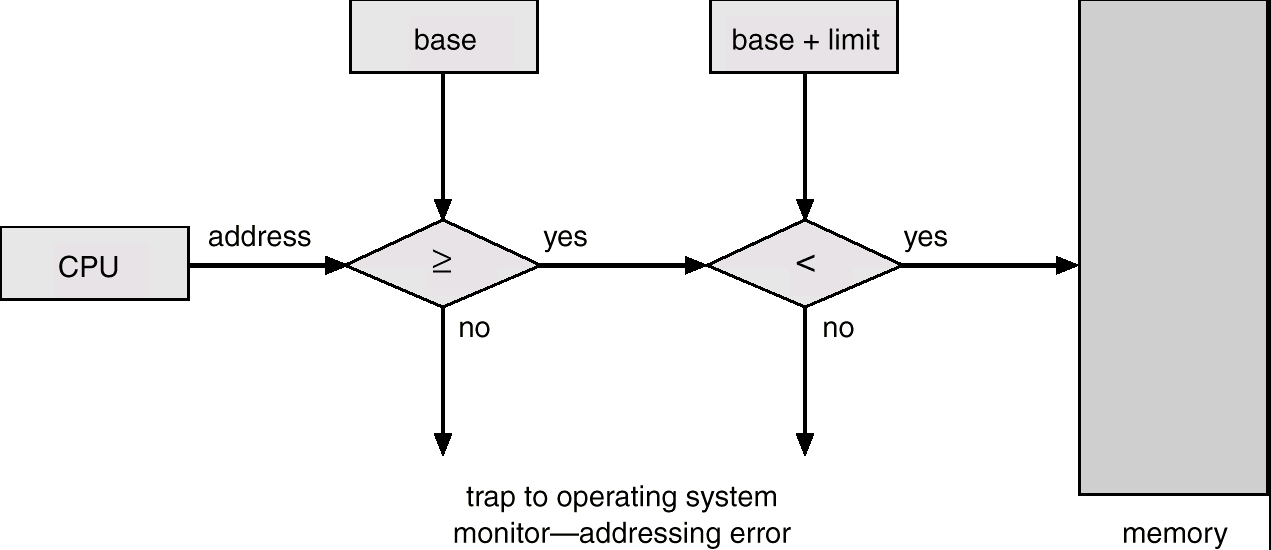 base
base + limit
address
yes
yes
CPU
≥
<
no
no
trap to operating system
monitor—addressing error
memory